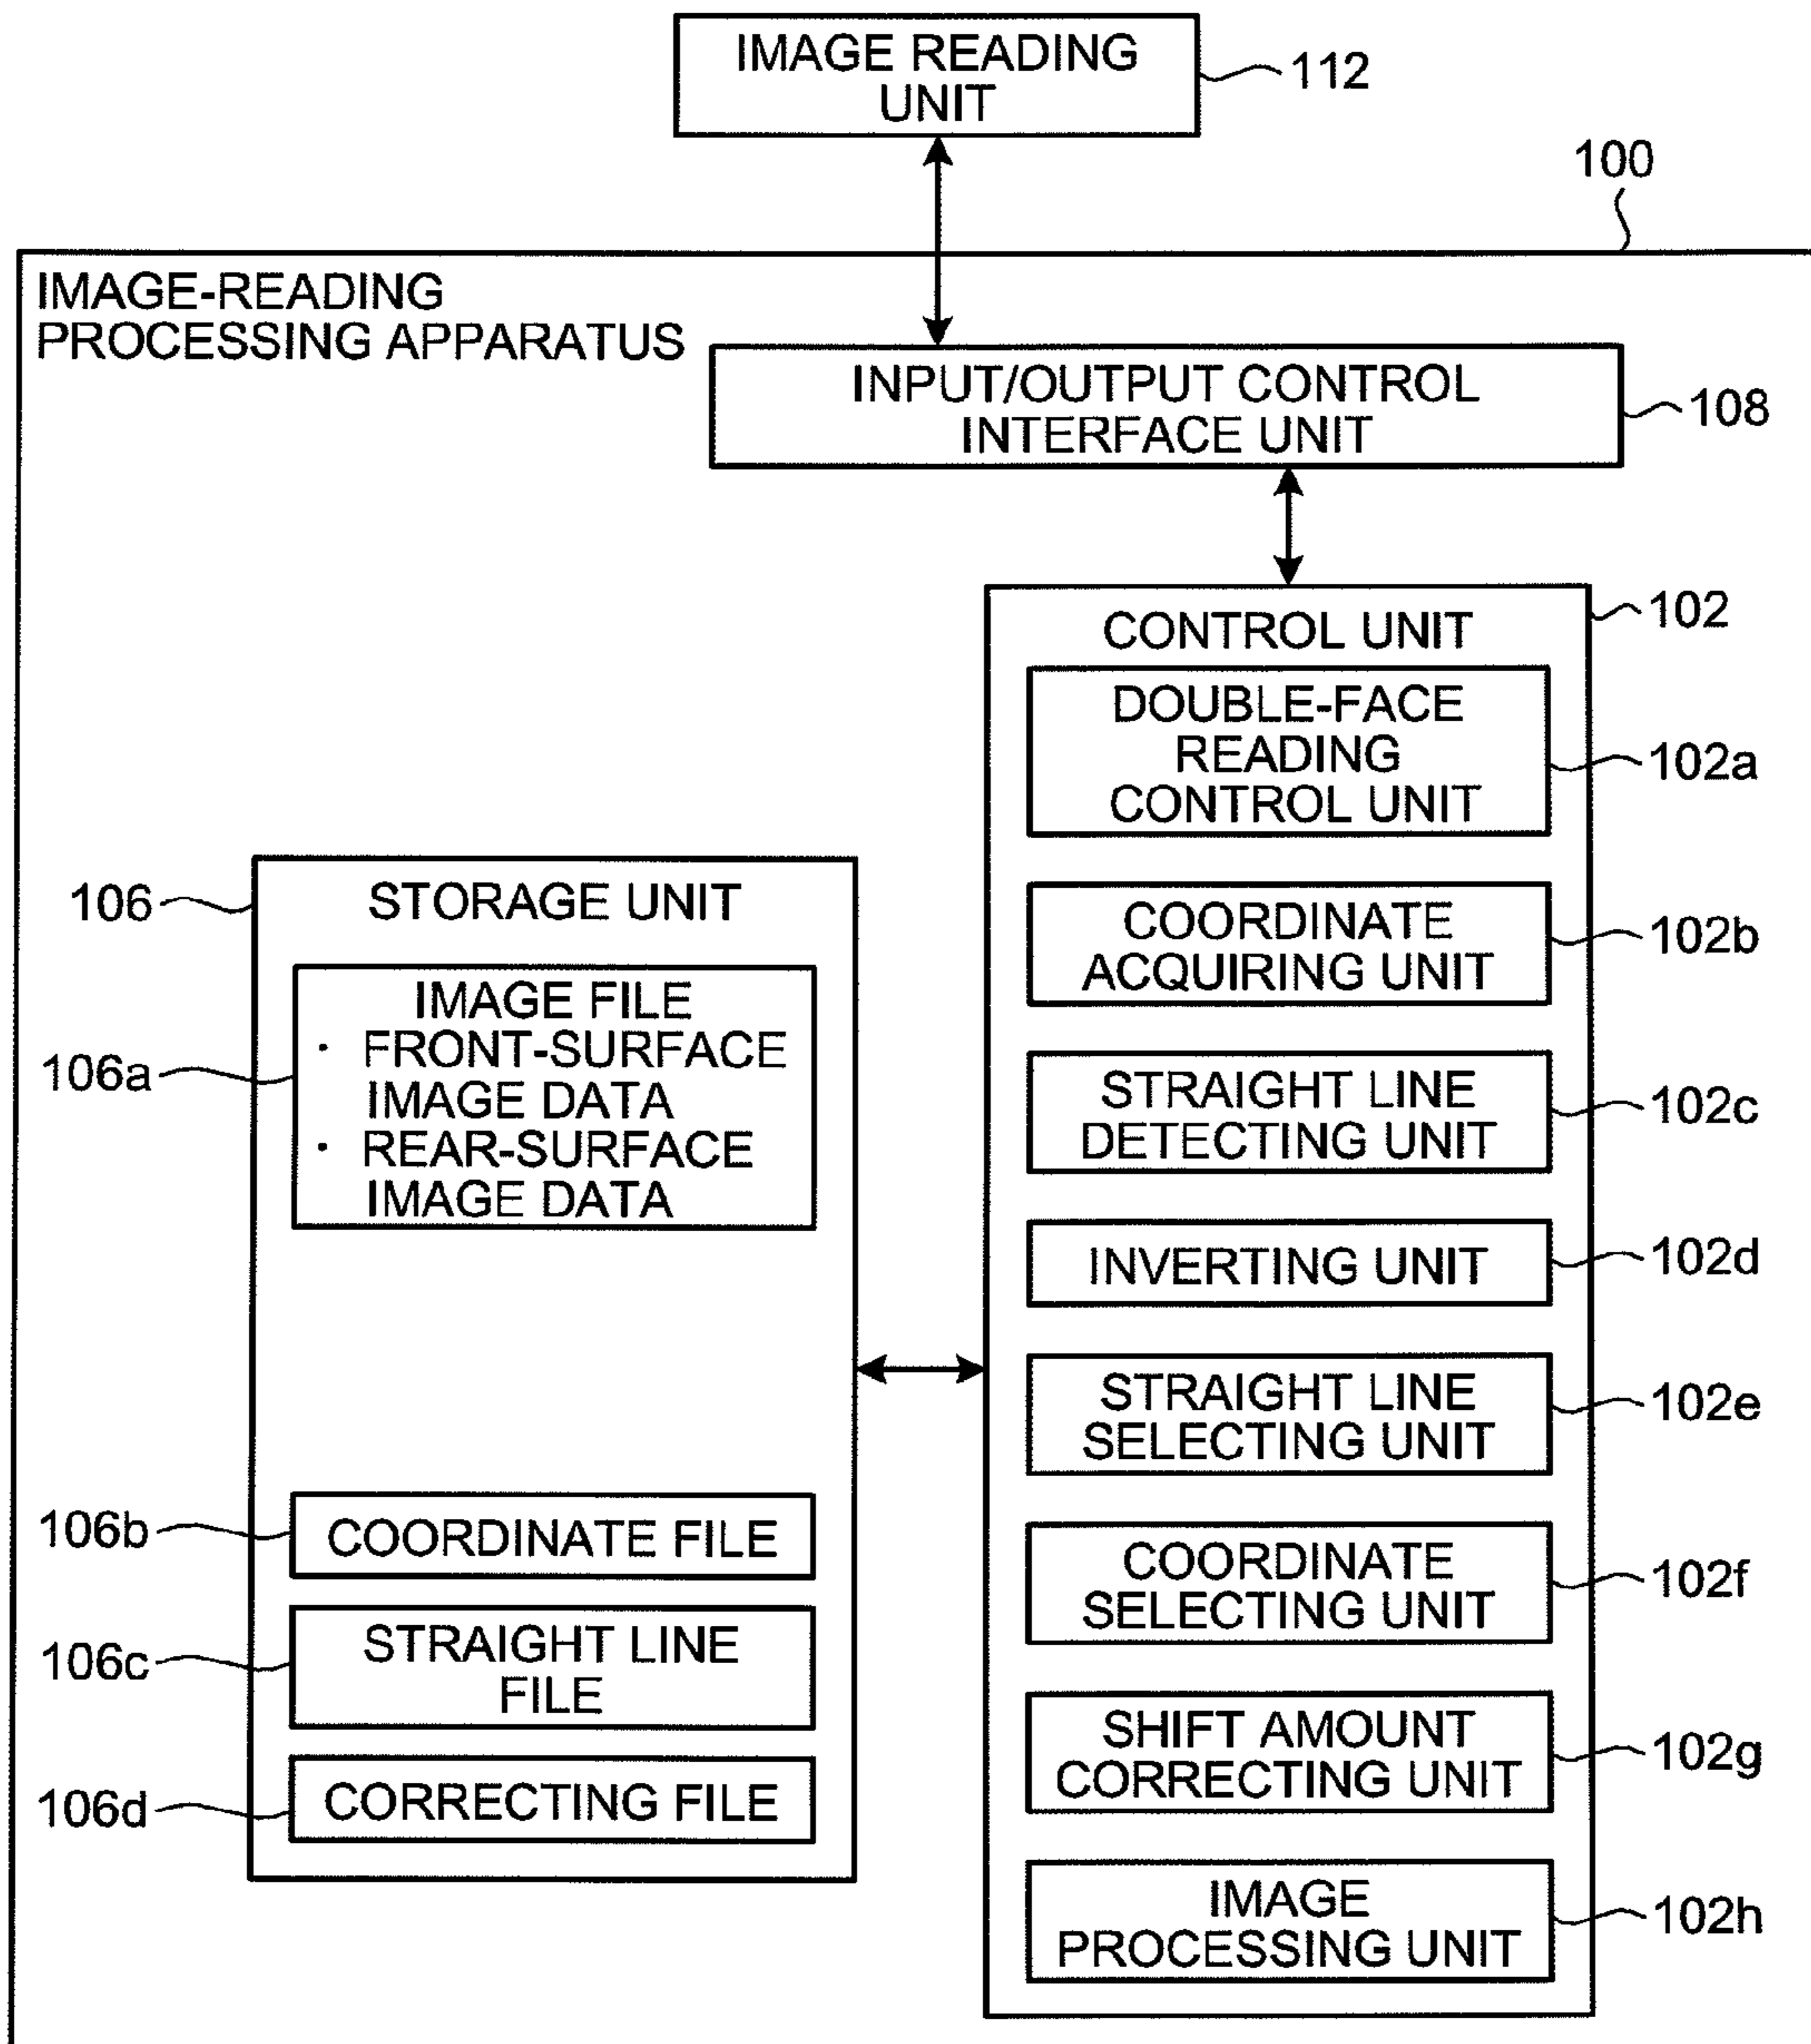 IMAGE READING
UNIT
112
100
IMAGE-READING
PROCESSING APPARATUS
INPUT/OUTPUT CONTROL
INTERFACE UNIT
108
CONTROL UNIT
102
DOUBLE-FACE
READING
CONTROL UNIT
102a
COORDINATE
ACQUIRING UNIT
102b
STRAIGHT LINE
DETECTING UNIT
102c
INVERTING UNIT
102d
STRAIGHT LINE
SELECTING UNIT
102e
COORDINATE
SELECTING UNIT
102f
SHIFT AMOUNT
CORRECTING UNIT
102g
IMAGE
PROCESSING UNIT
102h
106
STORAGE UNIT
106a
IMAGE FILE
· FRONT-SURFACE
IMAGE DATA
· REAR-SURFACE
IMAGE DATA
106b
COORDINATE FILE
106c
STRAIGHT LINE
FILE
106d
CORRECTING FILE